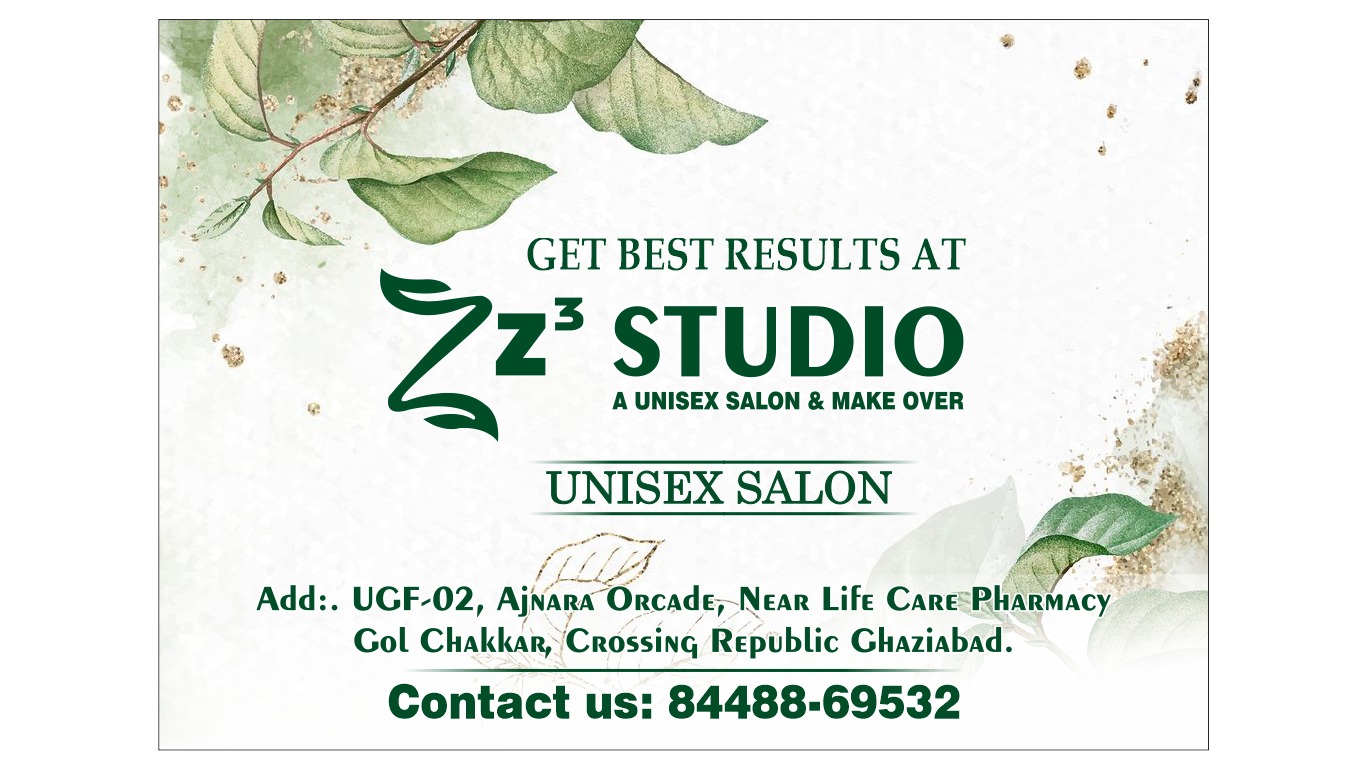 GET BEST RESULTS AT
Zz³ STUDIO
A UNISEX SALON & MAKE OVER
UNISEX SALON
Add:. UGF-02, Ajnara Orcade, Near Life Care Pharmacy
Gol Chakkar, Crossing Republic Ghaziabad.
Contact us: 84488-69532